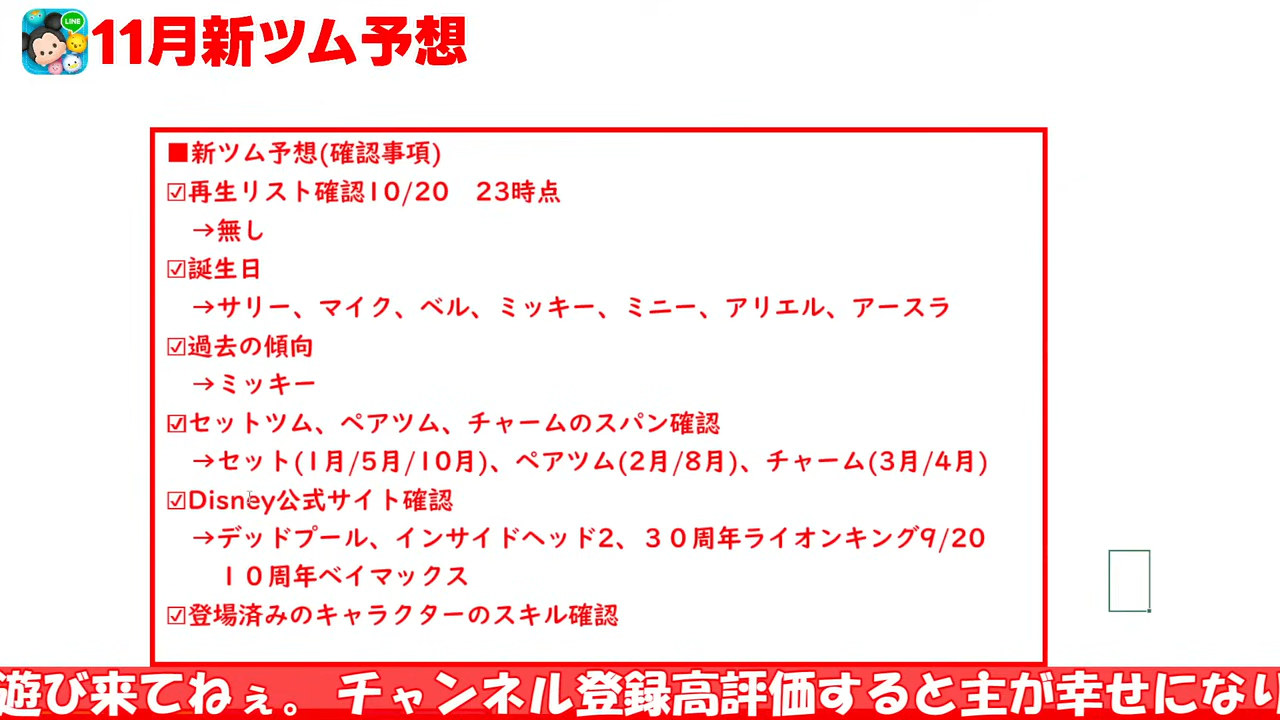 LINE
11月新ツム予想
■新ツム予想(確認事項)
☑再生リスト確認10/20　23時点
→無し
☑誕生日
→サリー、マイク、ベル、ミッキー、ミニー、アリエル、アースラ
☑過去の傾向
→ミッキー
☑セットツム、ペアツム、チャームのスパン確認
→セット(1月/5月/10月)、ペアツム(2月/8月)、チャーム(3月/4月)
☑Disney公式サイト確認
→デッドプール、インサイドヘッド2、３０周年ライオンキング9/20
１０周年ベイマックス
☑登場済みのキャラクターのスキル確認
遊び来てねぇ。 チャンネル登録高評価すると主が幸せになり